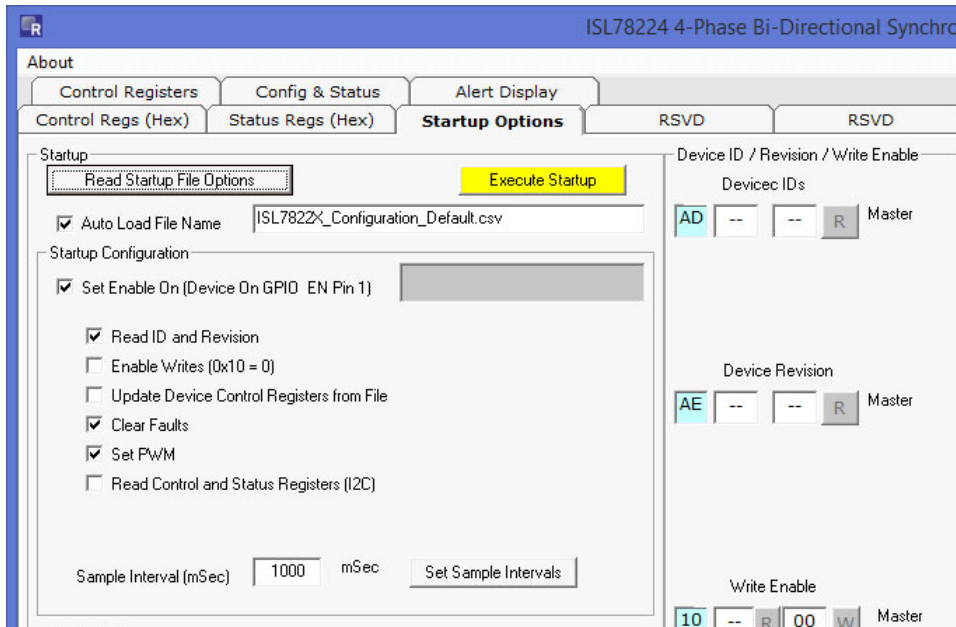 R
ISL78224 4-Phase Bi-Directional Synchro
About
Control Registers Config & Status Alert Display
Control Regs (Hex) Status Regs (Hex) Startup Options RSVD RSVD
Startup
Read Startup File Options Execute Startup
Auto Load File Name ISL7822X_Configuration_Default.csv
Startup Configuration
Set Enable On (Device On GPIO EN Pin 1)
Read ID and Revision
Enable Writes (0x10 = 0)
Update Device Control Registers from File
Clear Faults
Set PWM
Read Control and Status Registers (I2C)
Sample Interval (mSec) 1000 mSec Set Sample Intervals
Device ID / Revision / Write Enable
Devicec IDs
AD -- -- R Master
Device Revision
AE -- -- R Master
Write Enable
10 -- R 00 W Master